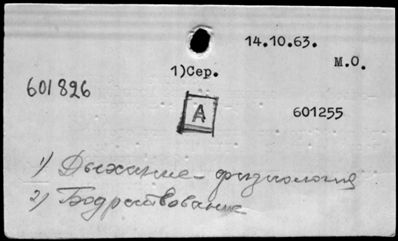 14.10.63.
М.О.
1)Сер.
601826
А
601255
1) Дыхание - физиология
2) Бодрствование